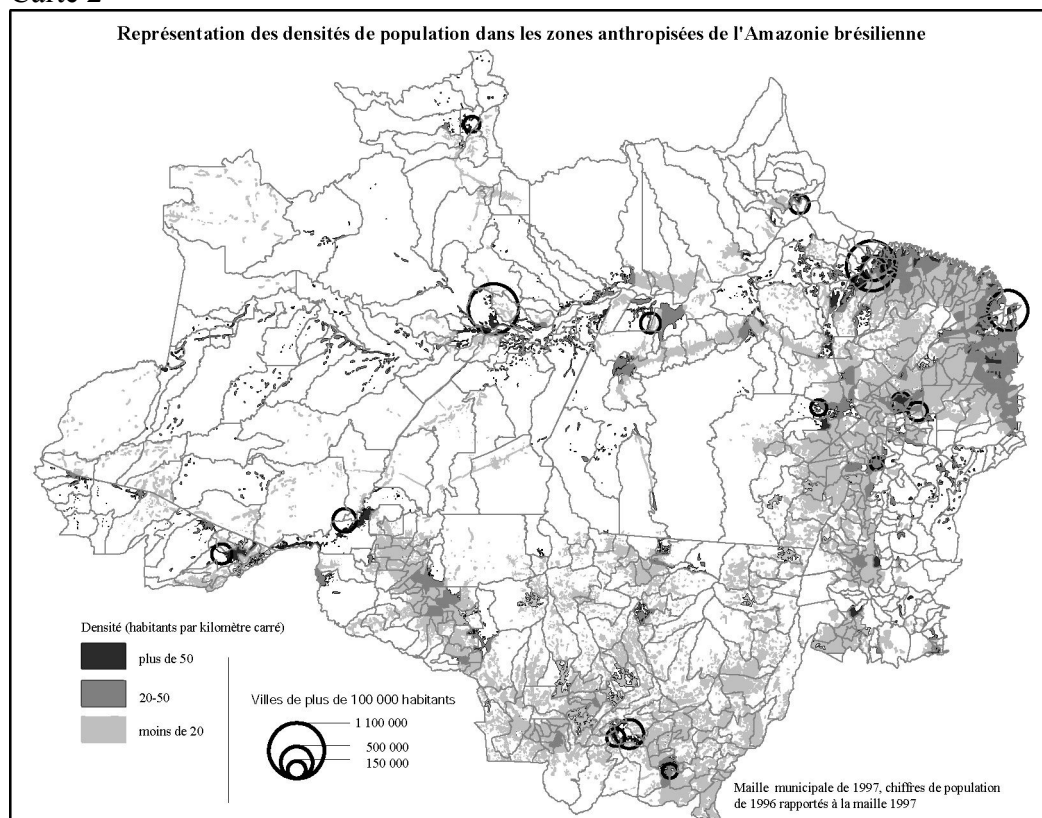 Carte 2
Représentation des densités de population dans les zones anthropisées de l'Amazonie brésilienne
Densité (habitants par kilomètre carré)
plus de 50
20-50
moins de 20
Villes de plus de 100 000 habitants
1 100 000
500 000
150 000
Maille municipale de 1997, chiffres de population
de 1996 rapportés à la maille 1997